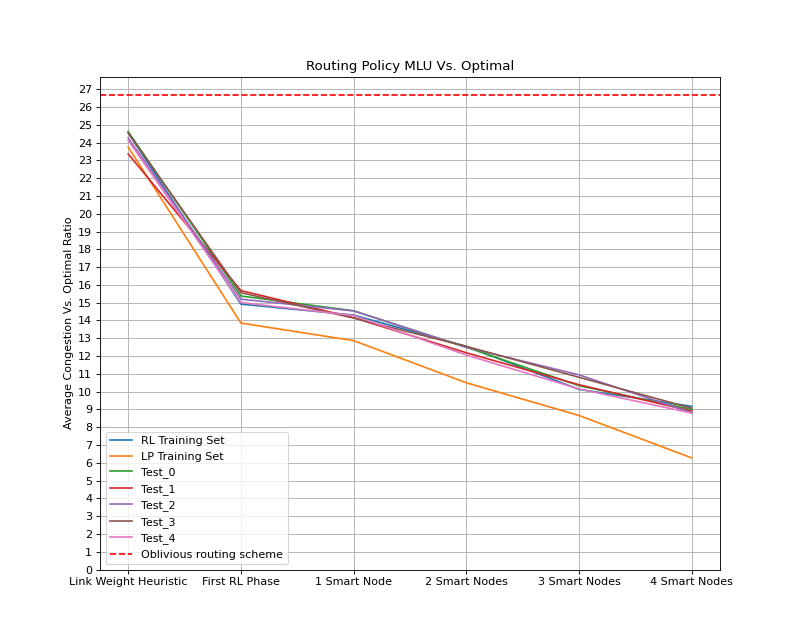 Routing Policy MLU Vs. Optimal
Average Congestion Vs. Optimal Ratio
27
26
25
24
23
22
21
20
19
18
17
16
15
14
13
12
11
10
9
8
7
6
5
4
3
2
1
0
RL Training Set
LP Training Set
Test_0
Test_1
Test_2
Test_3
Test_4
Oblivious routing scheme
Link Weight Heuristic First RL Phase 1 Smart Node 2 Smart Nodes 3 Smart Nodes 4 Smart Nodes